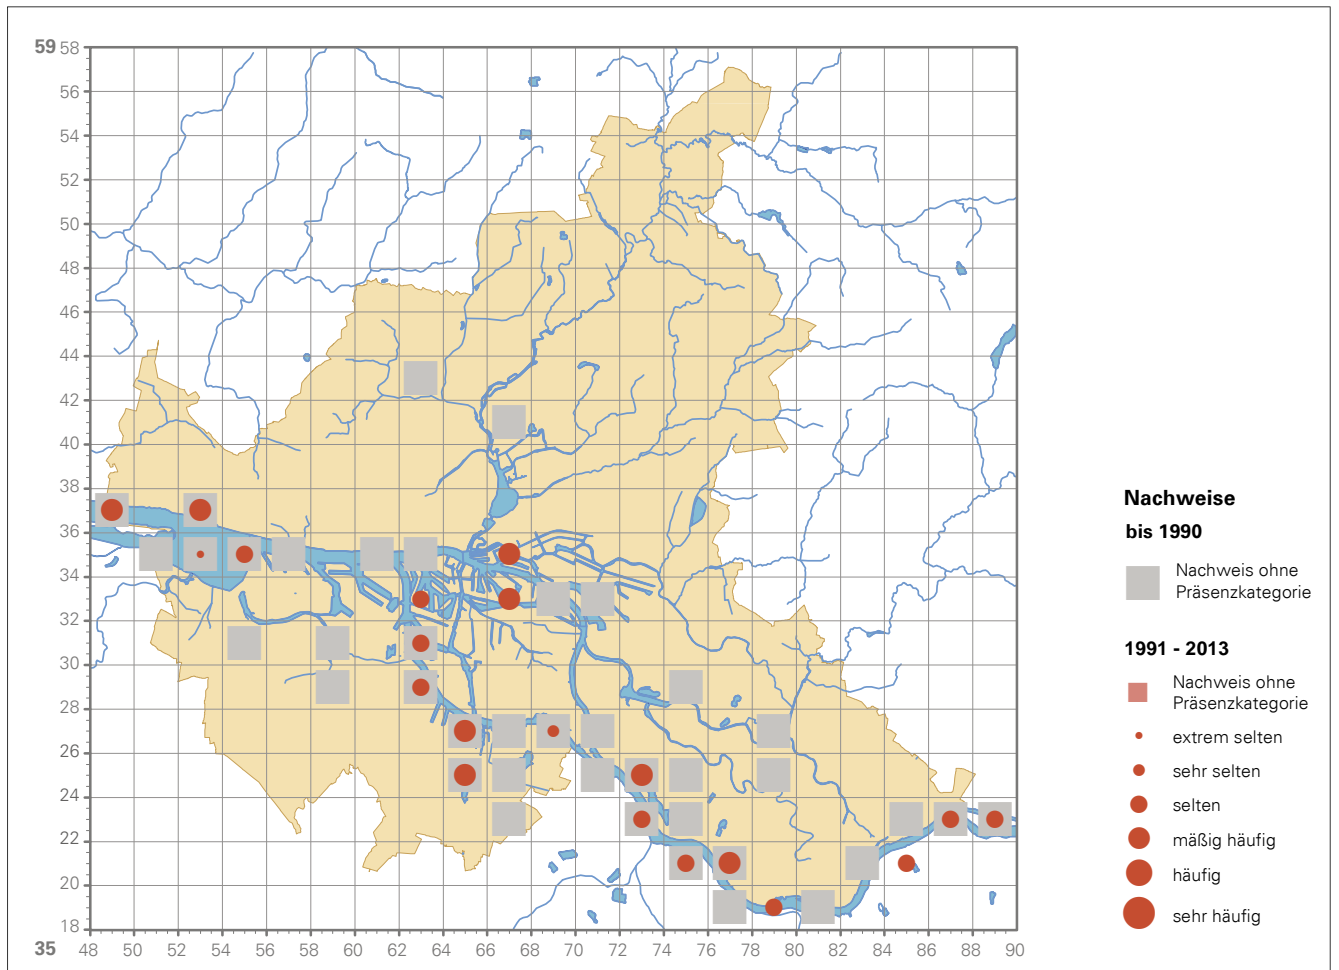 59 58
56
54
52
50
48
46
44
42
40
38
36
34
32
30
28
26
24
22
20
18
35
48 50 52 54 56 58 60 62 64 66 68 70 72 74 76 78 80 82 84 86 88 90
Nachweise
bis 1990
Nachweis ohne
Präsenzkategorie
1991 - 2013
Nachweis ohne
Präsenzkategorie
extrem selten
sehr selten
selten
mäßig häufig
häufig
sehr häufig